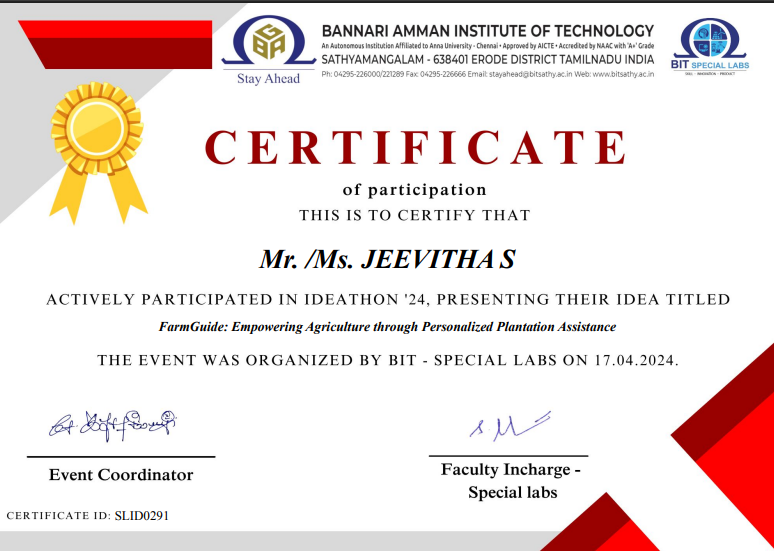 BANNARI AMMAN INSTITUTE OF TECHNOLOGY
An Autonomous Institution Affiliated to Anna University - Chennai • Approved by AICTE • Accredited by NAAC with 'A+' Grade
SATHYAMANGALAM - 638401 ERODE DISTRICT TAMILNADU INDIA
Ph: 04295-226000/221289 Fax: 04295-226666 Email: stayahead@bitsathy.ac.in Web: www.bitsathy.ac.in
Stay Ahead
BIT SPECIAL LABS
CERTIFICATE
of participation
THIS IS TO CERTIFY THAT
Mr. /Ms. JEEVITHA S
ACTIVELY PARTICIPATED IN IDEATHON '24, PRESENTING THEIR IDEA TITLED
FarmGuide: Empowering Agriculture through Personalized Plantation Assistance
THE EVENT WAS ORGANIZED BY BIT - SPECIAL LABS ON 17.04.2024.
Event Coordinator
Faculty Incharge -
Special labs
CERTIFICATE ID: SLID0291